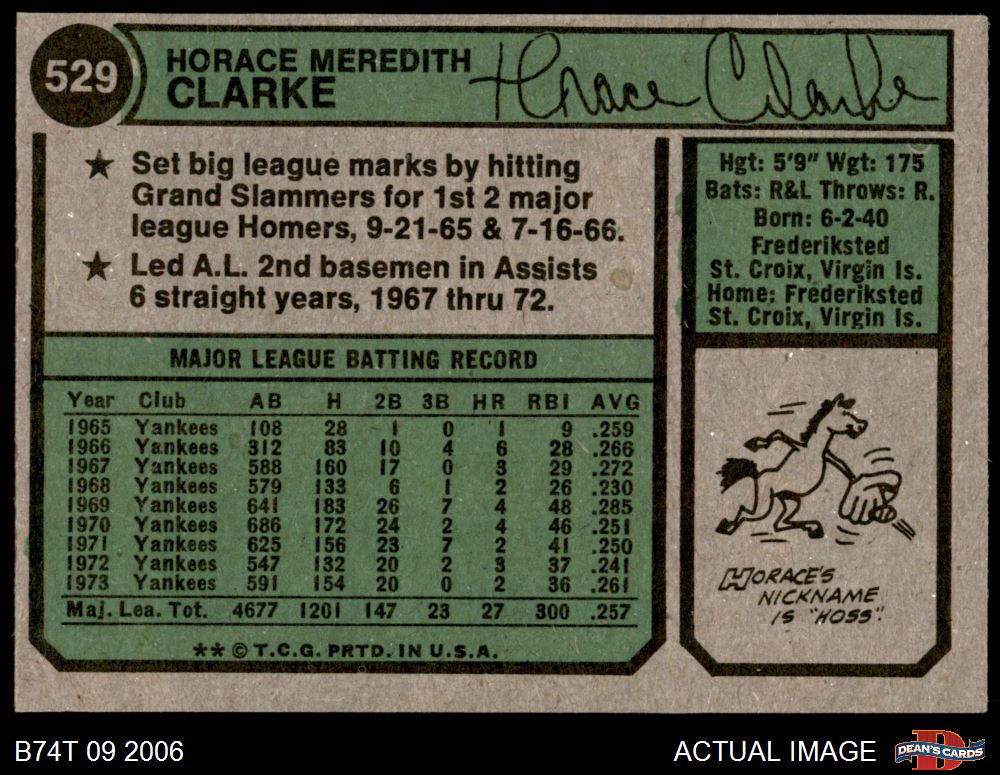 529
HORACE MEREDITH
CLARKE
Horace Clarke
★ Set big league marks by hitting
Grand Slammers for 1st 2 major
league Homers, 9-21-65 & 7-16-66.
★ Led A.L. 2nd basemen in Assists
6 straight years, 1967 thru 72.
Hgt: 5'9" Wgt: 175
Bats: R&L Throws: R.
Born: 6-2-40
Frederiksted
St. Croix, Virgin Is.
Home: Frederiksted
St. Croix, Virgin Is.
MAJOR LEAGUE BATTING RECORD
Year Club AB H 2B 3B HR RBI AVG
1965 Yankees 108 28 1 0 1 9 .259
1966 Yankees 312 83 10 4 6 28 .266
1967 Yankees 588 160 17 0 3 29 .272
1968 Yankees 579 133 6 1 2 26 .230
1969 Yankees 641 183 26 7 4 48 .285
1970 Yankees 686 172 24 2 4 46 .251
1971 Yankees 625 156 23 7 2 41 .250
1972 Yankees 547 132 20 2 3 37 .241
1973 Yankees 591 154 20 0 2 36 .261
Maj. Lea. Tot. 4677 1201 147 23 27 300 .257
** © T.C.G. PRTD. IN U.S.A.
HORACE'S
NICKNAME
IS "HOSS".
B74T 09 2006
ACTUAL IMAGE
DEAN'S CARDS